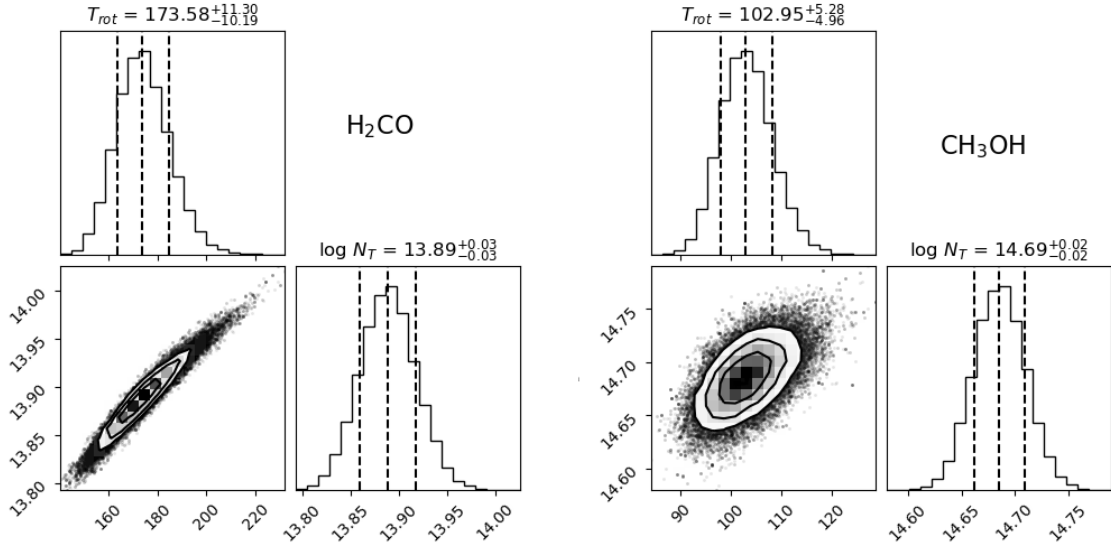 T_rot = 173.58^{+11.30}_{-10.19}
H₂CO
log N_T = 13.89^{+0.03}_{-0.03}
14.00
13.95
13.90
13.85
13.80
160 180 200 220
13.80 13.85 13.90 13.95 14.00
T_rot = 102.95^{+5.28}_{-4.96}
CH₃OH
log N_T = 14.69^{+0.02}_{-0.02}
14.75
14.70
14.65
14.60
90 100 110 120
14.60 14.65 14.70 14.75